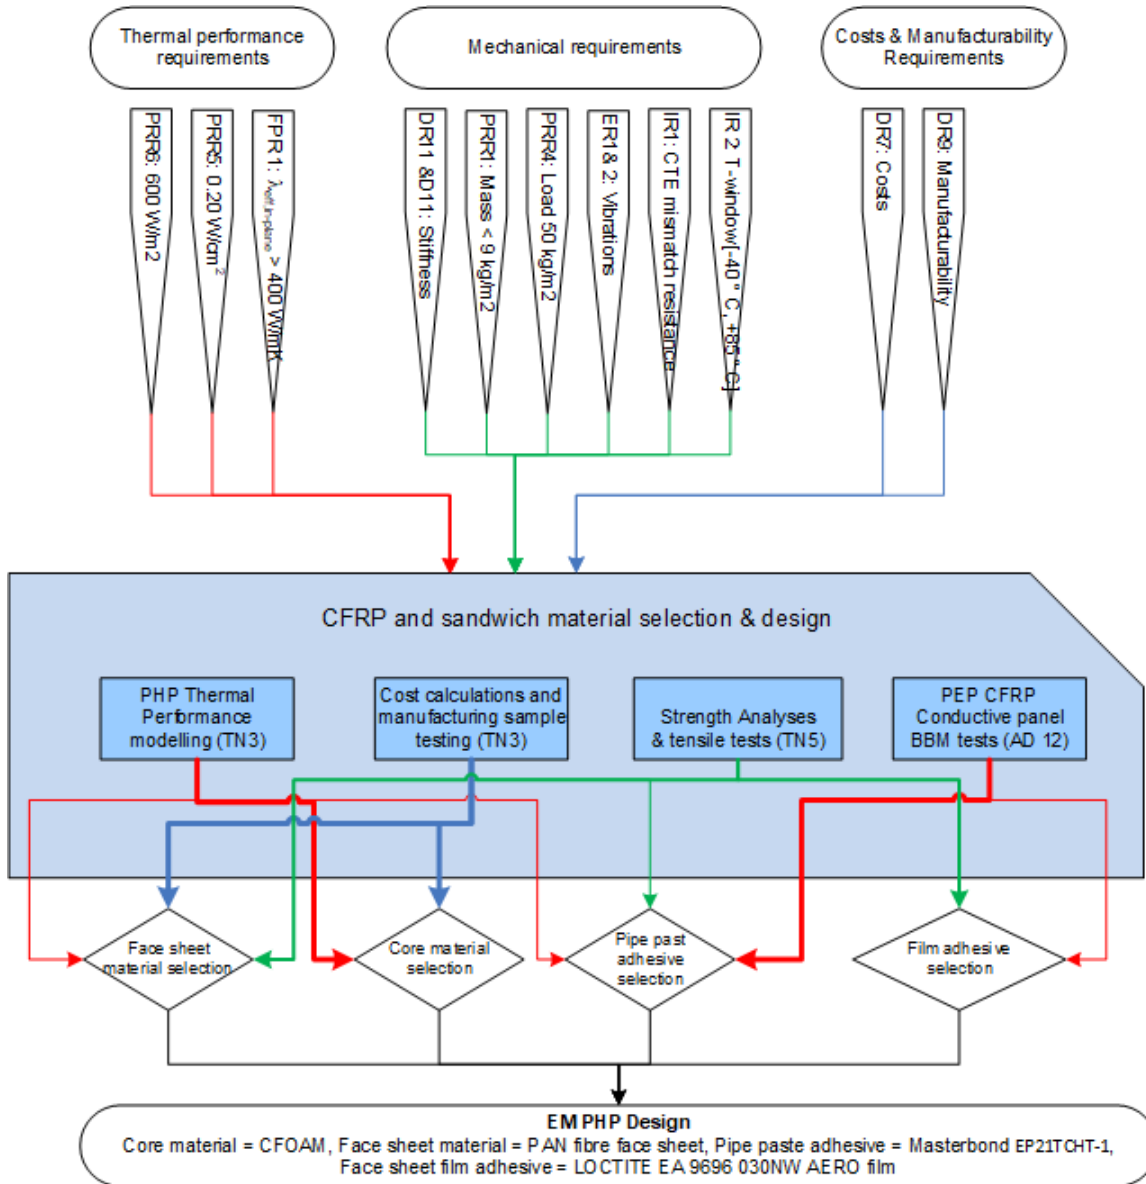 Thermal performance
requirements
Mechanical requirements
Costs & Manufacturability
Requirements
PRR6: 600 W/m2
PRR5: 0.20 W/cm²
FPR1: λeff,in-plane > 400 W/mK
DR11 &D11: Stiffness
PRR1: Mass < 9 kg/m2
PRR4: Load 50 kg/m2
ER1& 2: Vibrations
IR1: CTE mismatch
resistance
IR 2 T-window[-40 ° C, +85 ° C]
DR7: Costs
DR9: Manufacturability
CFRP and sandwich material selection & design
PHP Thermal
Performance
modelling (TN3)
Cost calculations and
manufacturing sample
testing (TN3)
Strength Analyses
& tensile tests (TN5)
PEP CFRP
Conductive panel
BBM tests (AD 12)
Face sheet
material selection
Core material
selection
Pipe past
adhesive
selection
Film adhesive
selection
EM PHP Design
Core material = CFOAM, Face sheet material = PAN fibre face sheet, Pipe paste adhesive = Masterbond EP21TCHT-1,
Face sheet film adhesive = LOCTITE EA 9696 030NW AERO film